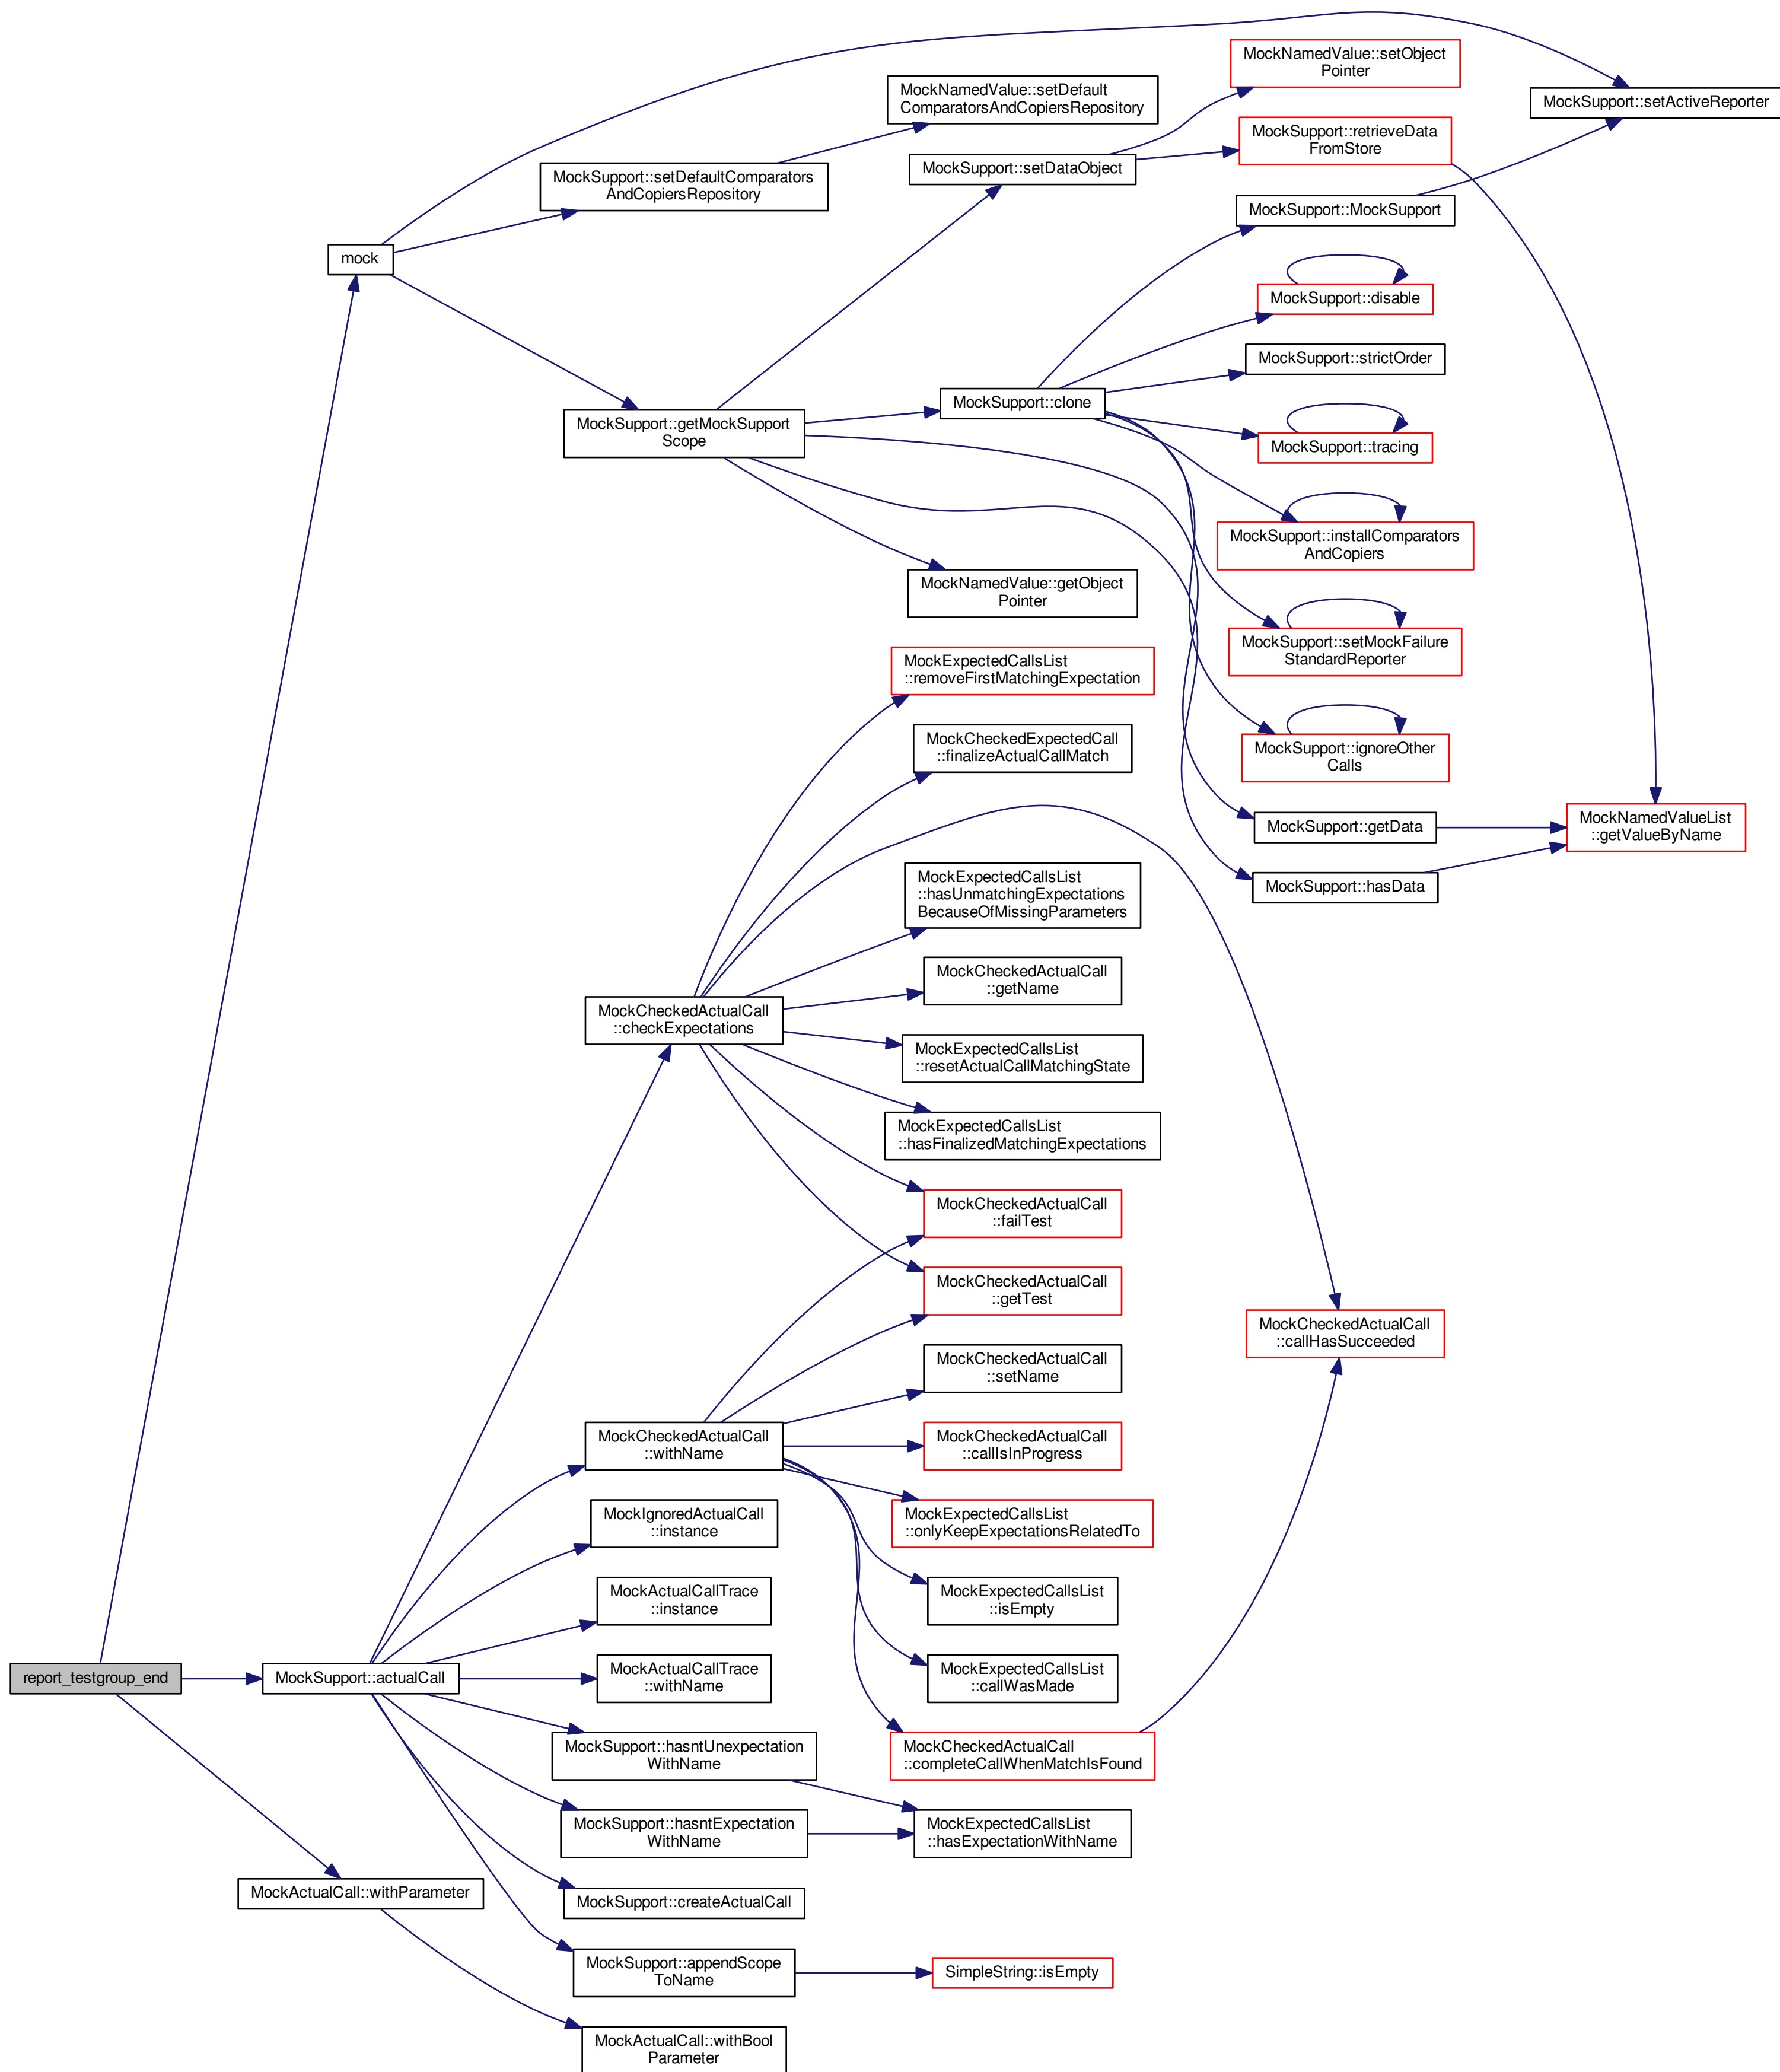 MockNamedValue::setObject
Pointer
MockNamedValue::setDefault
ComparatorsAndCopiersRepository
MockSupport::setActiveReporter
MockSupport::retrieveData
FromStore
MockSupport::setDataObject
MockSupport::setDefaultComparators
AndCopiersRepository
MockSupport::MockSupport
mock
MockSupport::disable
MockSupport::strictOrder
MockSupport::clone
MockSupport::getMockSupport
Scope
MockSupport::tracing
MockSupport::installComparators
AndCopiers
MockNamedValue::getObject
Pointer
MockSupport::setMockFailure
StandardReporter
MockExpectedCallsList
::removeFirstMatchingExpectation
MockCheckedExpectedCall
::finalizeActualCallMatch
MockSupport::ignoreOther
Calls
MockSupport::getData
MockNamedValueList
::getValueByName
MockSupport::hasData
MockExpectedCallsList
::hasUnmatchingExpectations
BecauseOfMissingParameters
MockCheckedActualCall
::getName
MockCheckedActualCall
::checkExpectations
MockExpectedCallsList
::resetActualCallMatchingState
MockExpectedCallsList
::hasFinalizedMatchingExpectations
MockCheckedActualCall
::failTest
MockCheckedActualCall
::getTest
MockCheckedActualCall
::callHasSucceeded
MockCheckedActualCall
::setName
MockCheckedActualCall
::withName
MockCheckedActualCall
::callIsInProgress
MockExpectedCallsList
::onlyKeepExpectationsRelatedTo
MockIgnoredActualCall
::instance
MockExpectedCallsList
::isEmpty
MockActualCallTrace
::instance
MockExpectedCallsList
::callWasMade
report_testgroup_end
MockSupport::actualCall
MockActualCallTrace
::withName
MockSupport::hasntUnexpectation
WithName
MockCheckedActualCall
::completeCallWhenMatchIsFound
MockSupport::hasntExpectation
WithName
MockExpectedCallsList
::hasExpectationWithName
MockActualCall::withParameter
MockSupport::createActualCall
MockSupport::appendScope
ToName
SimpleString::isEmpty
MockActualCall::withBool
Parameter